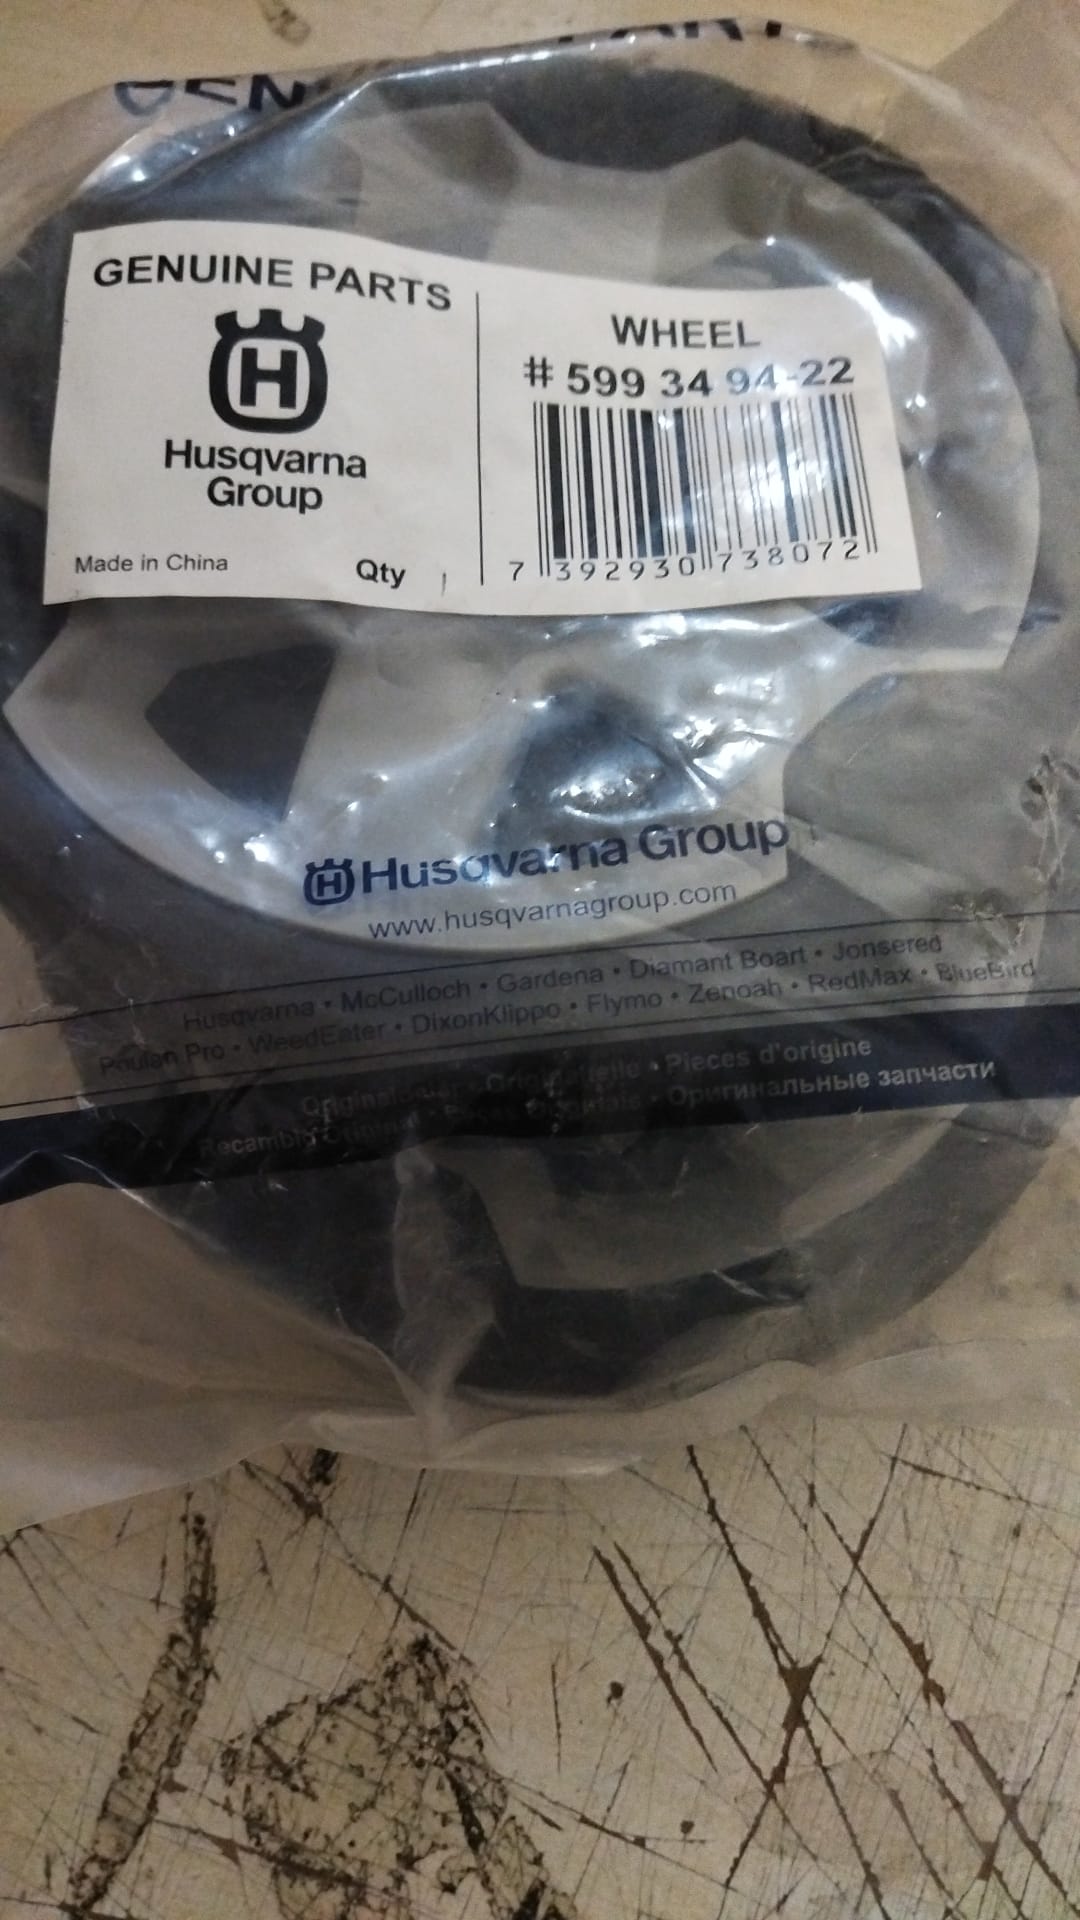 GENUINE PARTS
H
Husqvarna
Group
Made in China
Qty
WHEEL
# 599 34 94-22
7 392930 738072
H Husqvarna Group
www.husqvarnagroup.com
Husqvarna • McCulloch • Gardena • Diamant Boart • Jonsered
Poulan Pro • WeedEater • DixonKlippo • Flymo • Zenoah • RedMax • BlueBird
• Pieces d'origine
• Оригинальные запчасти